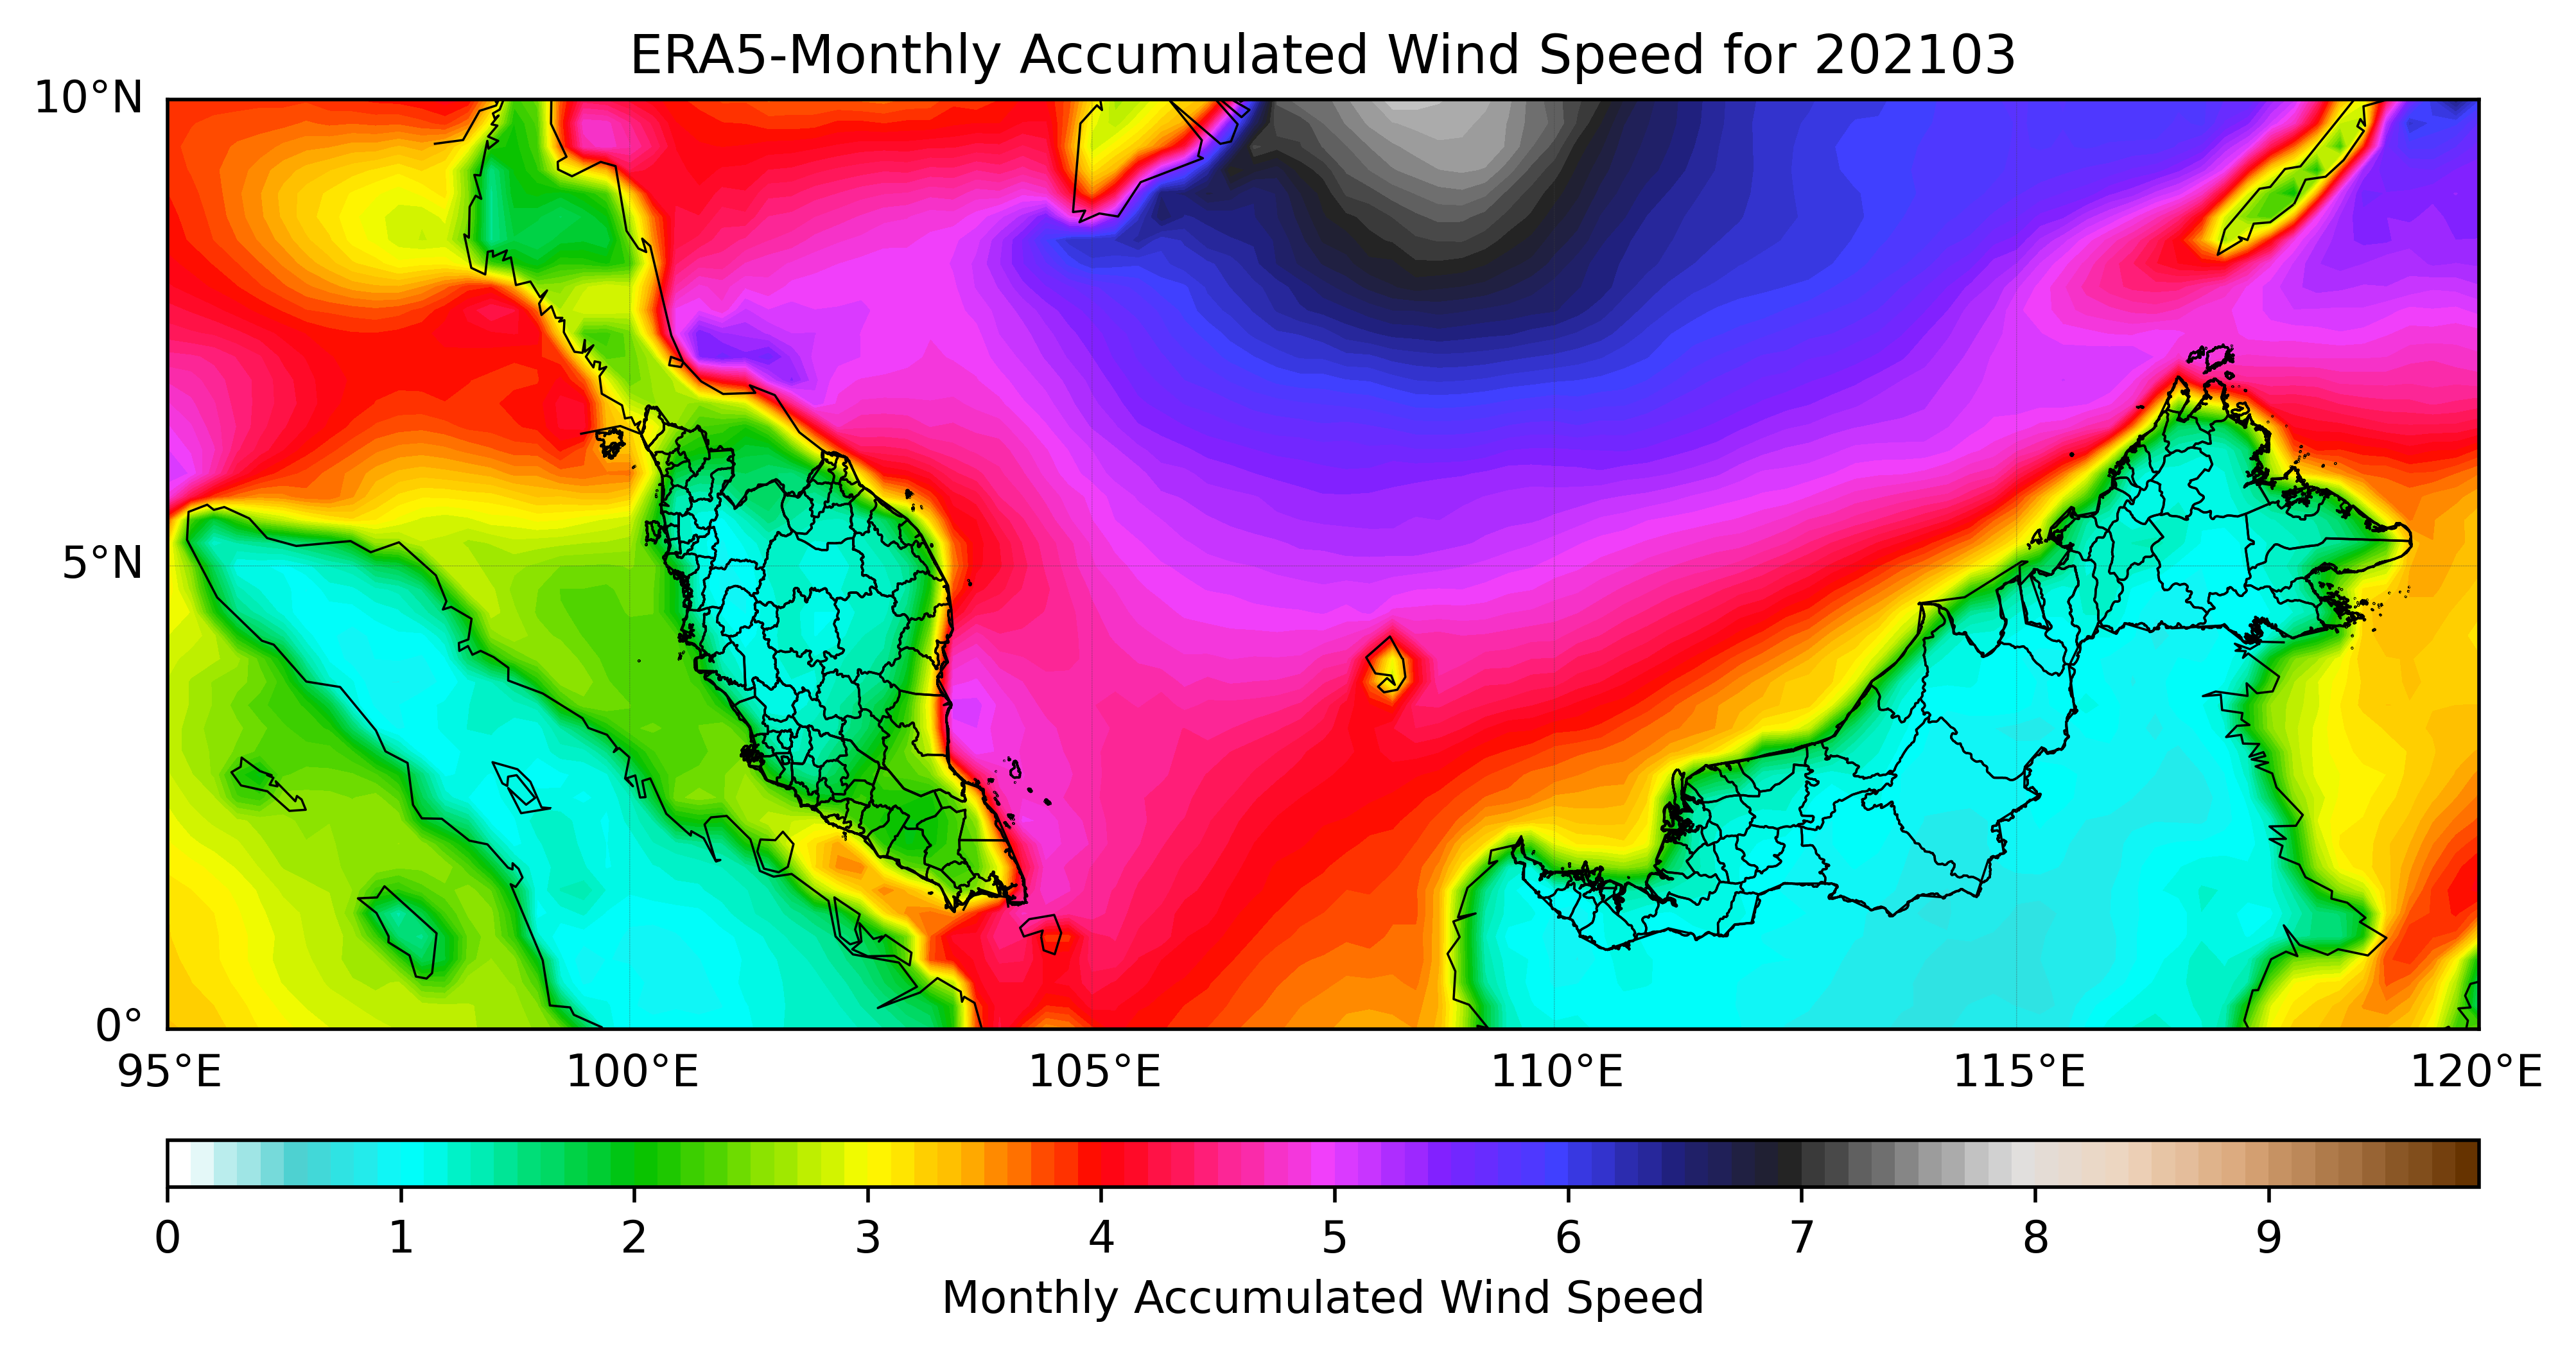 ERA5-Monthly Accumulated Wind Speed for 202103
10°N
5°N
0°
95°E 100°E 105°E 110°E 115°E 120°E
0 1 2 3 4 5 6 7 8 9
Monthly Accumulated Wind Speed